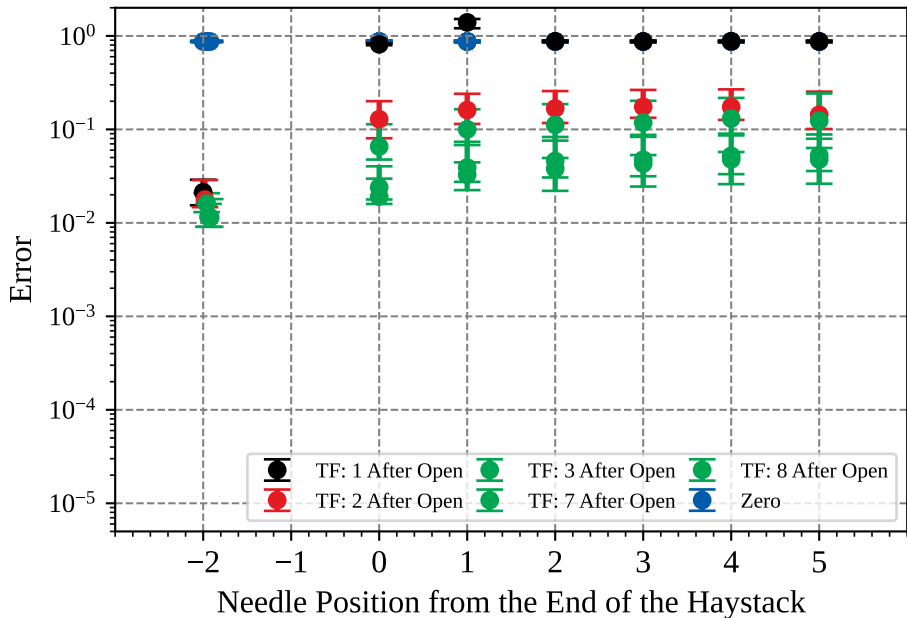 10⁰
10⁻¹
10⁻²
10⁻³
10⁻⁴
10⁻⁵
Error
TF: 1 After Open
TF: 3 After Open
TF: 8 After Open
TF: 2 After Open
TF: 7 After Open
Zero
−2 −1 0 1 2 3 4 5
Needle Position from the End of the Haystack